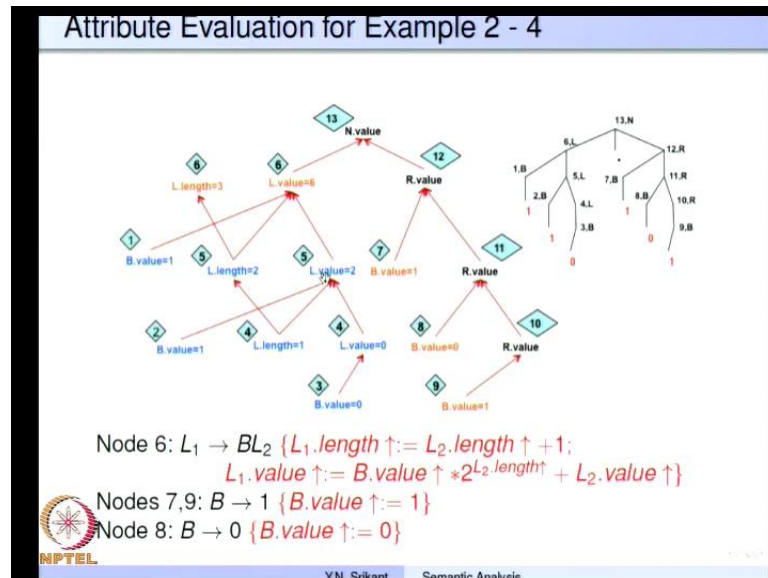 Attribute Evaluation for Example 2 - 4
13
N.value
6
6
12
L.length=3
L.value=6
R.value
1
5
5
7
11
B.value=1
L.length=2
L.value=2
B.value=1
R.value
2
4
4
8
10
B.value=1
L.length=1
L.value=0
B.value=0
R.value
3
9
B.value=0
B.value=1
13,N
6,L
.
12,R
1,B
5,L
7,B
11,R
1
2,B
4,L
1
8,B
10,R
1
3,B
0
9,B
0
1
Node 6: L₁ → BL₂ {L₁.length ↑:= L₂.length ↑ +1;
L₁.value ↑:= B.value ↑ *2^{L₂.length↑} + L₂.value ↑}
Nodes 7,9: B → 1 {B.value ↑:= 1}
Node 8: B → 0 {B.value ↑:= 0}
NPTEL
Y.N. Srikant Semantic Analysis